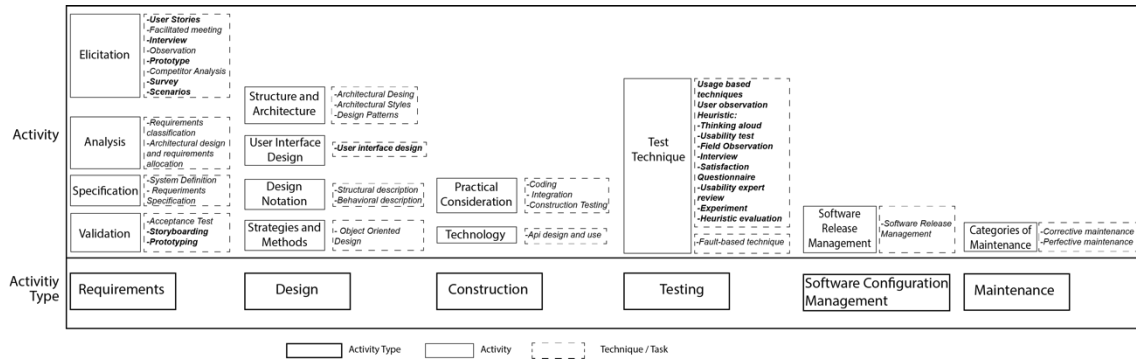 Activity
Elicitation
-User Stories
-Facilitated meeting
-Interview
-Observation
-Prototype
-Competitor Analysis
-Survey
-Scenarios
Analysis
-Requirements
classification
-Architectural design
and requirements
allocation
Specification
-System Definition
- Requeriments
Specification
Validation
-Acceptance Test
-Storyboarding
-Prototyping
Structure and
Architecture
-Architectural Desing
-Architectural Styles
-Design Patterns
User Interface
Design
-User interface design
Design
Notation
-Structural description
-Behavioral description
Strategies and
Methods
- Object Oriented
Design
Practical
Consideration
-Coding
- Integration
-Construction Testing
Technology
-Api design and use
Test
Technique
Usage based
techniques
User observation
Heuristic:
-Thinking aloud
-Usability test
-Field Observation
-Interview
-Satisfaction
Questionnaire
-Usability expert
review
-Experiment
-Heuristic evaluation
-Fault-based technique
Software
Release
Management
-Software Release
Management
Categories of
Maintenance
-Corrective maintenance
-Perfective maintenance
Activitiy
Type
Requirements
Design
Construction
Testing
Software Configuration
Management
Maintenance
Activity Type
Activity
Technique / Task